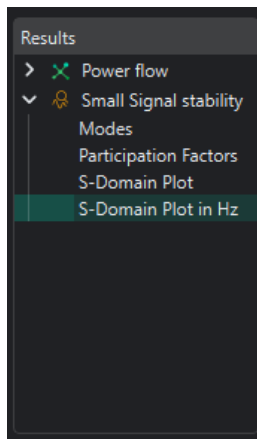 Results
Power flow
Small Signal stability
Modes
Participation Factors
S-Domain Plot
S-Domain Plot in Hz